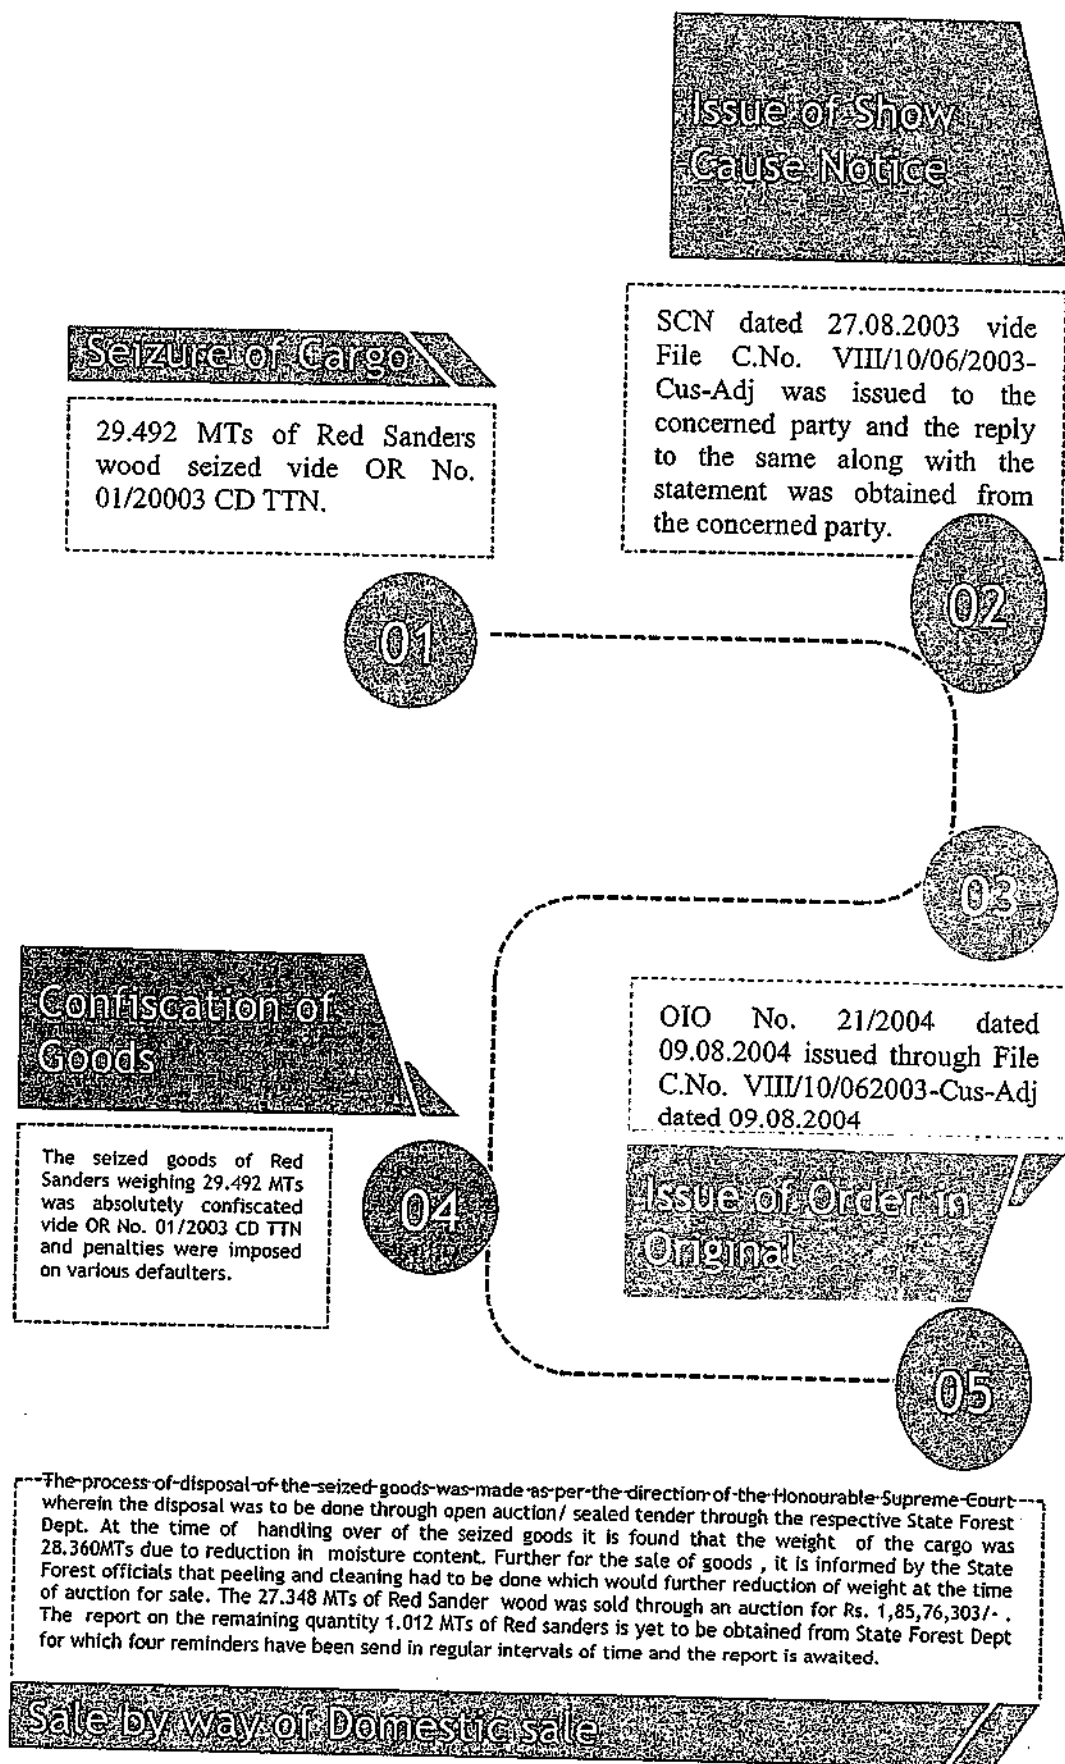 Issue of Show
Cause Notice
SCN dated 27.08.2003 vide
File C.No. VIII/10/06/2003-
Cus-Adj was issued to the
concerned party and the reply
to the same along with the
statement was obtained from
the concerned party.
02
Seizure of Cargo
29.492 MTs of Red Sanders
wood seized vide OR No.
01/20003 CD TTN.
01
03
OIO No. 21/2004 dated
09.08.2004 issued through File
C.No. VIII/10/062003-Cus-Adj
dated 09.08.2004
Issue of Order in
Original
Confiscation of
Goods
The seized goods of Red
Sanders weighing 29.492 MTs
was absolutely confiscated
vide OR No. 01/2003 CD TTN
and penalties were imposed
on various defaulters.
04
05
The process of disposal of the seized goods was made as per the direction of the Honourable Supreme Court
wherein the disposal was to be done through open auction/ sealed tender through the respective State Forest
Dept. At the time of handling over of the seized goods it is found that the weight of the cargo was
28.360MTs due to reduction in moisture content. Further for the sale of goods , it is informed by the State
Forest officials that peeling and cleaning had to be done which would further reduction of weight at the time
of auction for sale. The 27.348 MTs of Red Sander wood was sold through an auction for Rs. 1,85,76,303/- .
The report on the remaining quantity 1.012 MTs of Red sanders is yet to be obtained from State Forest Dept
for which four reminders have been send in regular intervals of time and the report is awaited.
Sale by way of Domestic sale